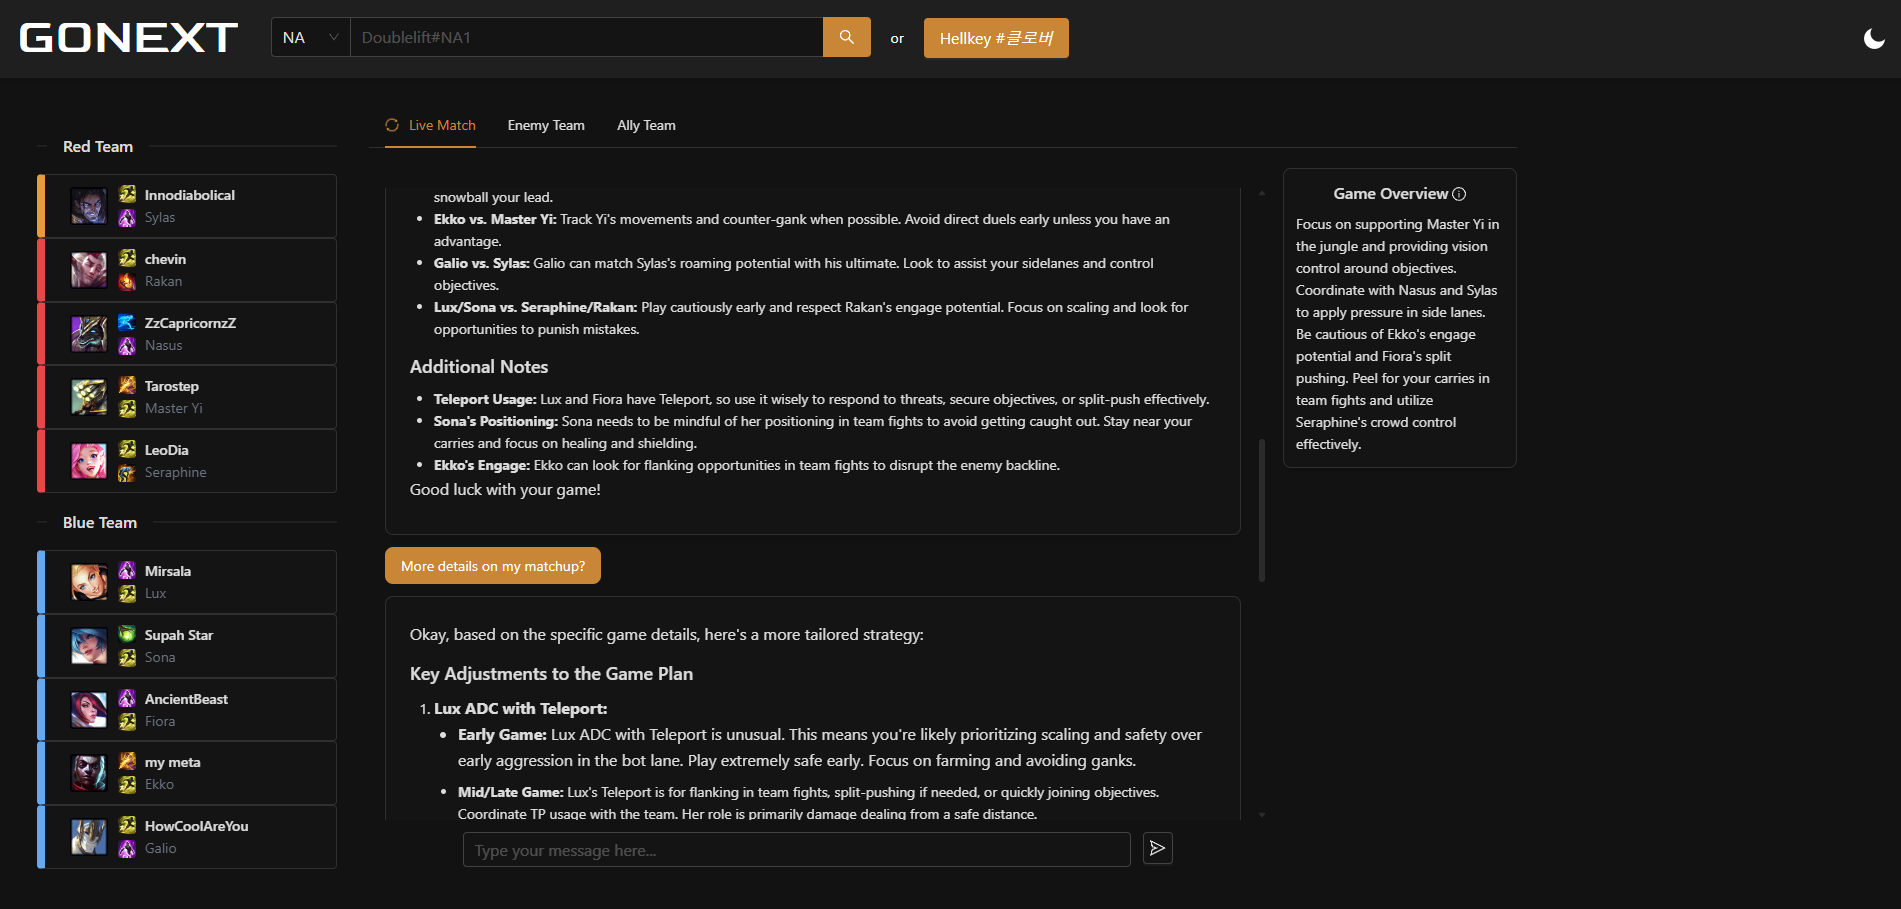 GONEXT
NA
Doublelift#NA1
or
Hellkey #클로버
Red Team
Innodiabolical
Sylas
chevin
Rakan
ZzCapricornzZ
Nasus
Tarostep
Master Yi
LeoDia
Seraphine
Blue Team
Mirsala
Lux
Supah Star
Sona
AncientBeast
Fiora
my meta
Ekko
HowCoolAreYou
Galio
Live Match
Enemy Team
Ally Team
snowball your lead.
• Ekko vs. Master Yi: Track Yi's movements and counter-gank when possible. Avoid direct duels early unless you have an
advantage.
• Galio vs. Sylas: Galio can match Sylas's roaming potential with his ultimate. Look to assist your sidelanes and control
objectives.
• Lux/Sona vs. Seraphine/Rakan: Play cautiously early and respect Rakan's engage potential. Focus on scaling and look for
opportunities to punish mistakes.
Additional Notes
• Teleport Usage: Lux and Fiora have Teleport, so use it wisely to respond to threats, secure objectives, or split-push effectively.
• Sona's Positioning: Sona needs to be mindful of her positioning in team fights to avoid getting caught out. Stay near your
carries and focus on healing and shielding.
• Ekko's Engage: Ekko can look for flanking opportunities in team fights to disrupt the enemy backline.
Good luck with your game!
More details on my matchup?
Okay, based on the specific game details, here's a more tailored strategy:
Key Adjustments to the Game Plan
1. Lux ADC with Teleport:
• Early Game: Lux ADC with Teleport is unusual. This means you're likely prioritizing scaling and safety over
early aggression in the bot lane. Play extremely safe early. Focus on farming and avoiding ganks.
• Mid/Late Game: Lux's Teleport is for flanking in team fights, split-pushing if needed, or quickly joining objectives.
Coordinate TP usage with the team. Her role is primarily damage dealing from a safe distance.
Type your message here...
Game Overview
Focus on supporting Master Yi in
the jungle and providing vision
control around objectives.
Coordinate with Nasus and Sylas
to apply pressure in side lanes.
Be cautious of Ekko's engage
potential and Fiora's split
pushing. Peel for your carries in
team fights and utilize
Seraphine's crowd control
effectively.